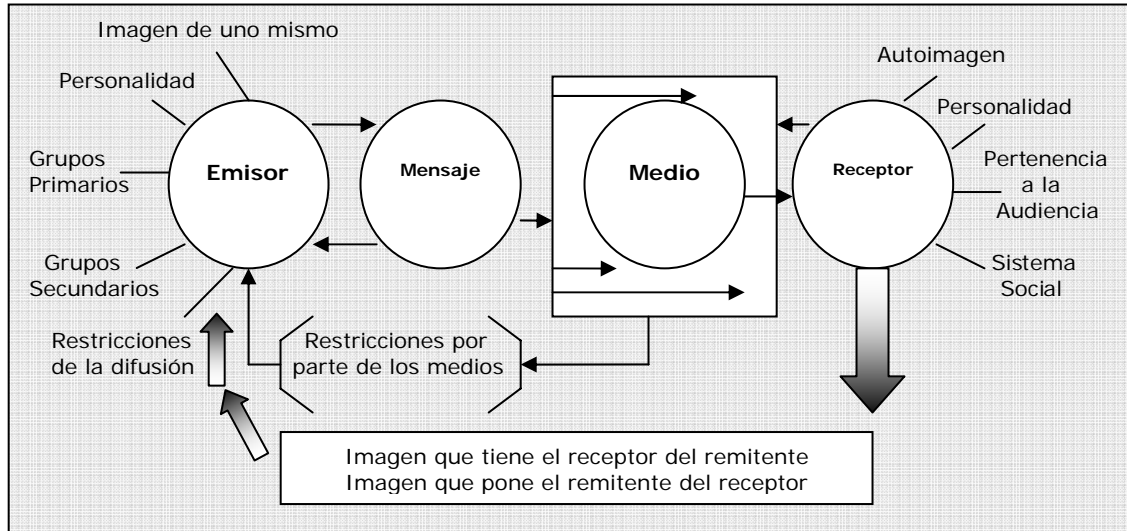 Imagen de uno mismo
Personalidad
Grupos
Primarios
Grupos
Secundarios
Restricciones
de la difusión
Emisor
Mensaje
Medio
Receptor
Autoimagen
Personalidad
Pertenencia
a la
Audiencia
Sistema
Social
Restricciones por
parte de los medios
Imagen que tiene el receptor del remitente
Imagen que pone el remitente del receptor